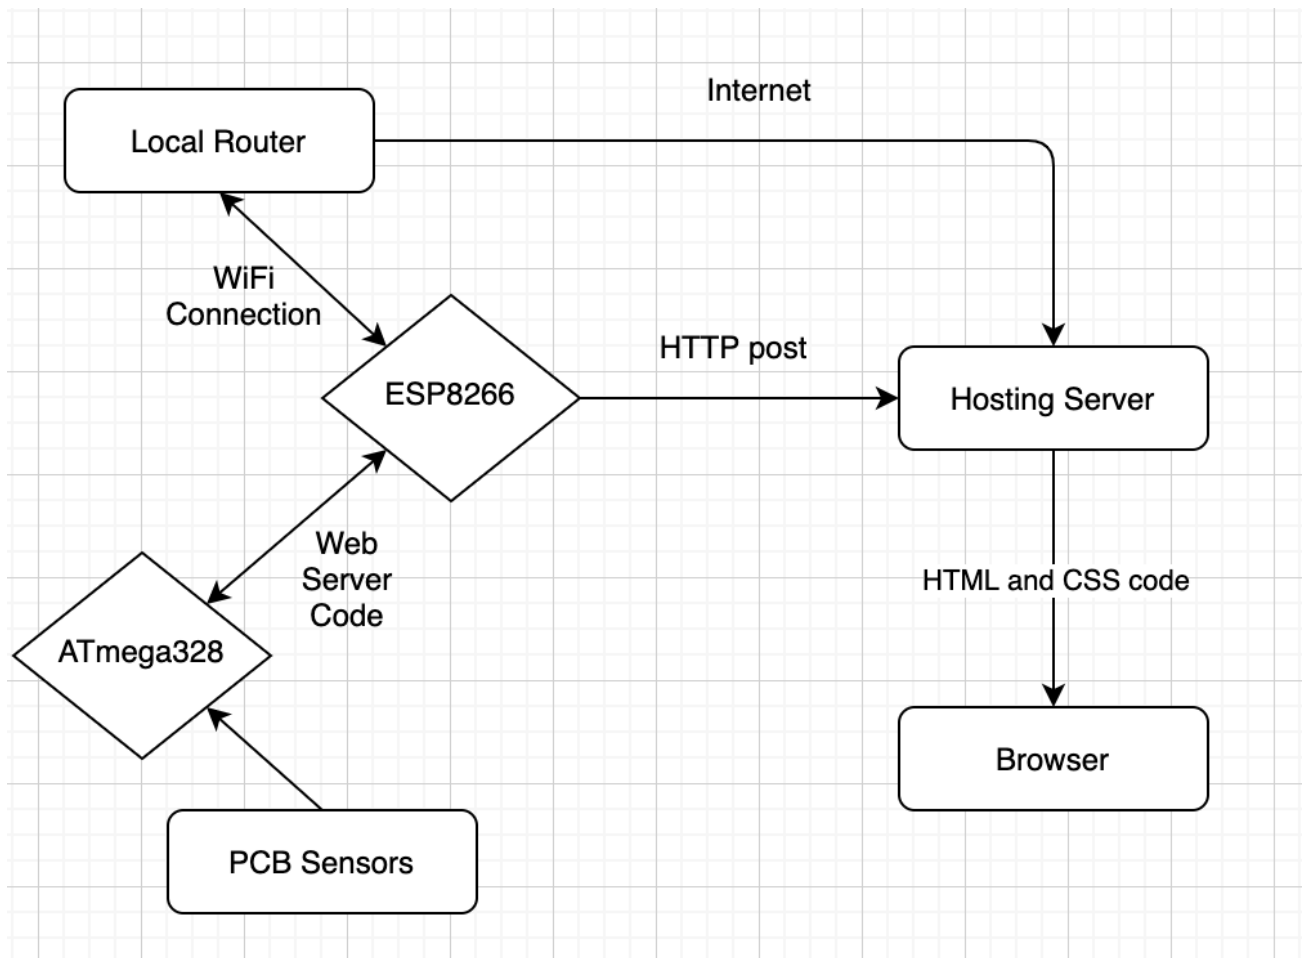 Internet
Local Router
WiFi
Connection
HTTP post
ESP8266
Hosting Server
Web
Server
Code
HTML and CSS code
ATmega328
Browser
PCB Sensors